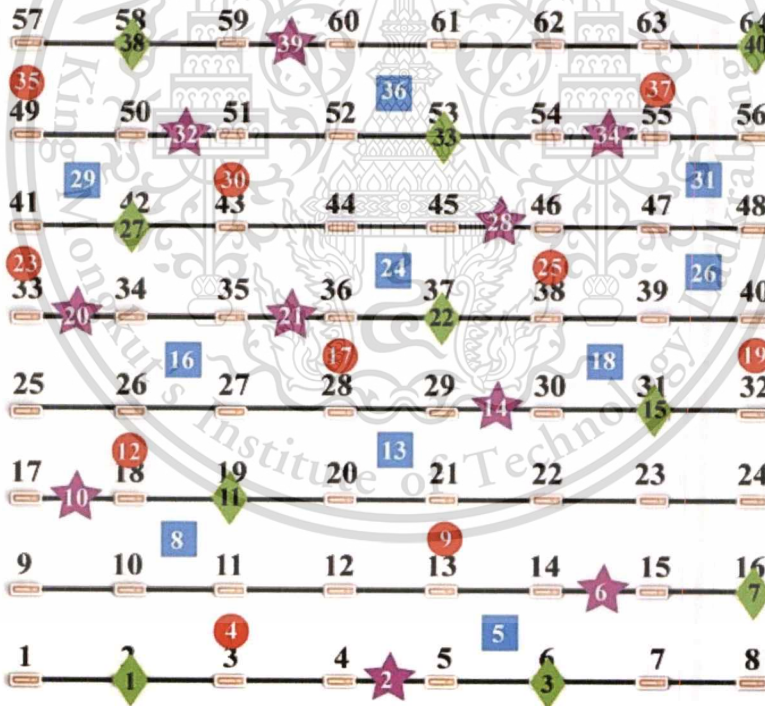 57 58 59 60 61 62 63 64
38 39 40
35 36 37
49 50 51 52 53 54 55 56
32 33 34
29 30 31
41 42 43 44 45 46 47 48
27 28
23 24 25 26
33 34 35 36 37 38 39 40
20 21 22
16 17 18 19
25 26 27 28 29 30 31 32
14 15
12 13
17 18 19 20 21 22 23 24
10 11
8 9
9 10 11 12 13 14 15 16
6 7
4 5
1 2 3 4 5 6 7 8
1 2 3
King Mongkut's Institute of Technology Ladkrabang